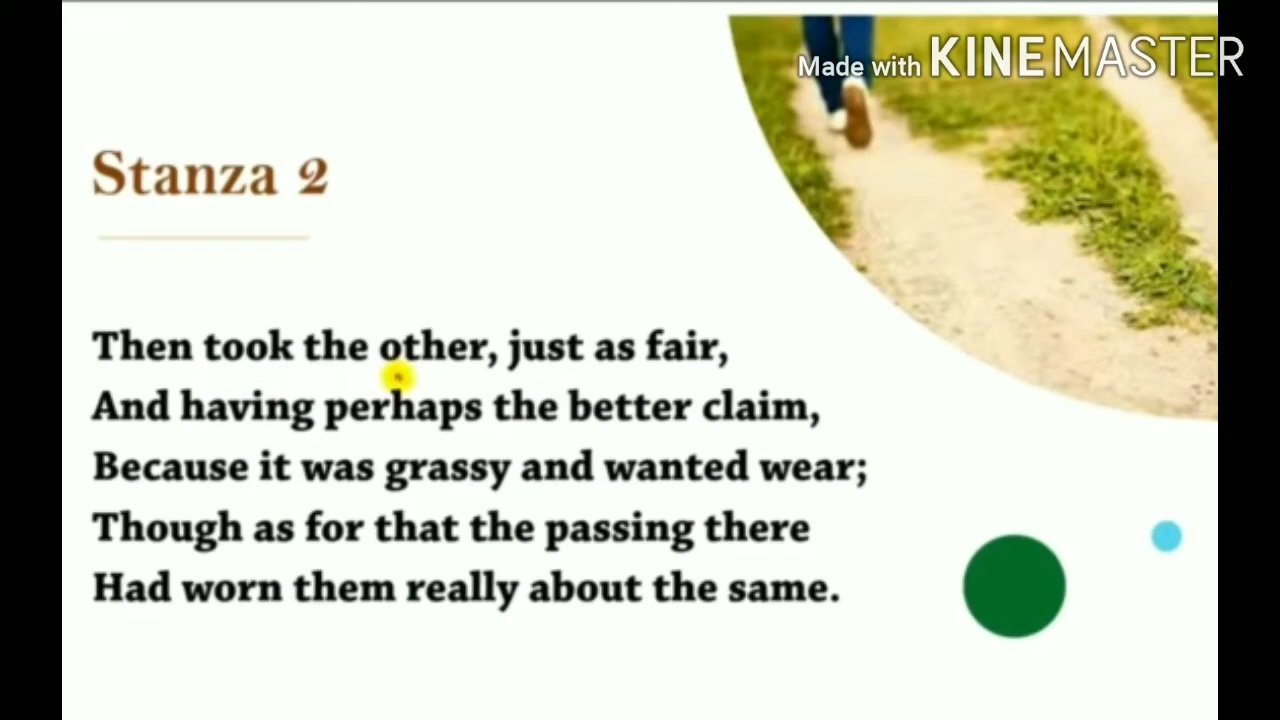 Made with KINEMASTER
Stanza 2
Then took the other, just as fair,
And having perhaps the better claim,
Because it was grassy and wanted wear;
Though as for that the passing there
Had worn them really about the same.